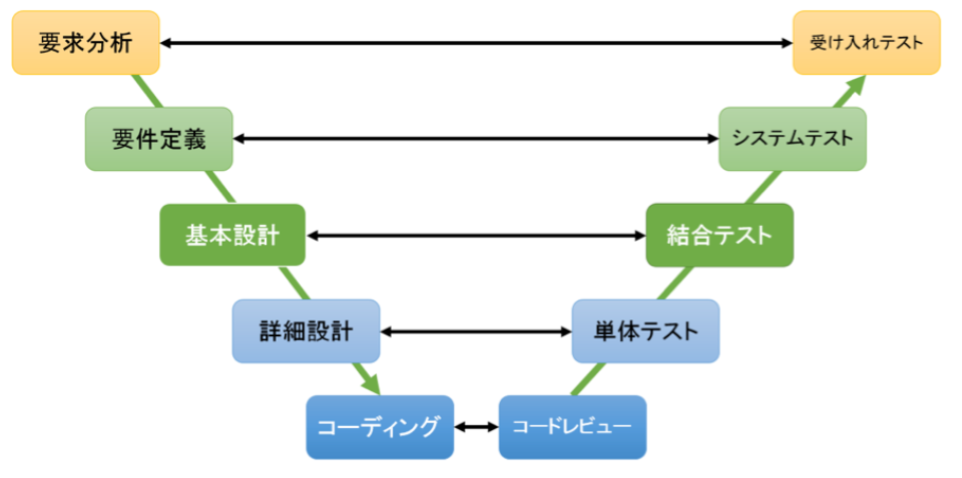 要求分析
受け入れテスト
要件定義
システムテスト
基本設計
結合テスト
詳細設計
単体テスト
コーディング
コードレビュー